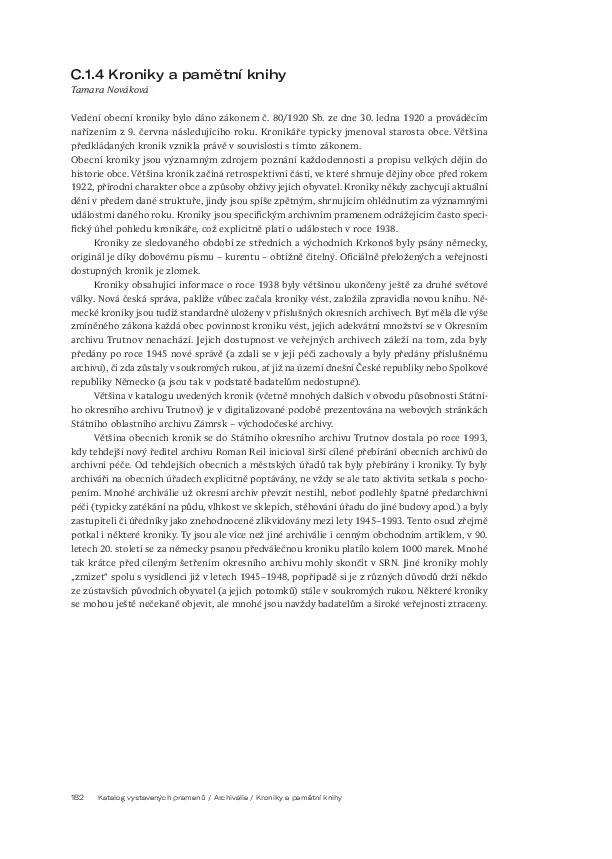 C.1.4 Kroniky a pamětní knihy
Tamara Nováková
Vedení obecní kroniky bylo dáno zákonem č. 80/1920 Sb. ze dne 30. ledna 1920 a prováděcím
nařízením z 9. června následujícího roku. Kronikáře typicky jmenoval starosta obce. Většina
předkládaných kronik vznikla právě v souvislosti s tímto zákonem.
Obecní kroniky jsou významným zdrojem poznání každodennosti a propisu velkých dějin do
historie obce. Většina kronik začíná retrospektivní částí, ve které shrnuje dějiny obce před rokem
1922, přírodní charakter obce a způsoby obživy jejích obyvatel. Kroniky někdy zachycují aktuální
dění v předem dané struktuře, jindy jsou spíše zpětným, shrnujícím ohlédnutím za významnými
událostmi daného roku. Kroniky jsou specifickým archivním pramenem odrážejícím často speci-
fický úhel pohledu kronikáře, což explicitně platí o událostech v roce 1938.
Kroniky ze sledovaného období ze středních a východních Krkonoš byly psány německy,
originál je díky dobovému písmu – kurentu – obtížně čitelný. Oficiálně přeložených a veřejnosti
dostupných kronik je zlomek.
Kroniky obsahující informace o roce 1938 byly většinou ukončeny ještě za druhé světové
války. Nová česká správa, pakliže vůbec začala kroniky vést, založila zpravidla novou knihu. Ně-
mecké kroniky jsou tudíž standardně uloženy v příslušných okresních archivech. Byť měla dle výše
zmíněného zákona každá obec povinnost kroniku vést, jejich adekvátní množství se v Okresním
archivu Trutnov nenachází. Jejich dostupnost ve veřejných archivech záleží na tom, zda byly
předány po roce 1945 nové správě (a zdali se v její péči zachovaly a byly předány příslušnému
archivu), či zda zůstaly v soukromých rukou, ať již na území dnešní České republiky nebo Spolkové
republiky Německo (a jsou tak v podstatě badatelům nedostupné).
Většina v katalogu uvedených kronik (včetně mnohých dalších v obvodu působnosti Státní-
ho okresního archivu Trutnov) je v digitalizované podobě prezentována na webových stránkách
Státního oblastního archivu Zámrsk – východočeské archivy.
Většina obecních kronik se do Státního okresního archivu Trutnov dostala po roce 1993,
kdy tehdejší nový ředitel archivu Roman Reil inicioval širší cílené přebírání obecních archivů do
archivní péče. Od tehdejších obecních a městských úřadů tak byly přebírány i kroniky. Ty byly
archiváři na obecních úřadech explicitně poptávány, ne vždy se ale tato aktivita setkala s pocho-
pením. Mnohé archiválie už okresní archiv převzít nestihl, neboť podlehly špatné předarchivní
péči (typicky zatékání na půdu, vlhkost ve sklepích, stěhování úřadu do jiné budovy apod.) a byly
zastupiteli či úředníky jako znehodnocené zlikvidovány mezi lety 1945–1993. Tento osud zřejmě
potkal i některé kroniky. Ty jsou ale více než jiné archiválie i cenným obchodním artiklem, v 90.
letech 20. století se za německy psanou předválečnou kroniku platilo kolem 1000 marek. Mnohé
tak krátce před cíleným šetřením okresního archivu mohly skončit v SRN. Jiné kroniky mohly
„zmizet“ spolu s vysídlenci již v letech 1945–1948, popřípadě si je z různých důvodů drží někdo
ze zůstavších původních obyvatel (a jejich potomků) stále v soukromých rukou. Některé kroniky
se mohou ještě nečekaně objevit, ale mnohé jsou navždy badatelům a široké veřejnosti ztraceny.
182 Katalog vystavených pramenů / Archiválie / Kroniky a pamětní knihy